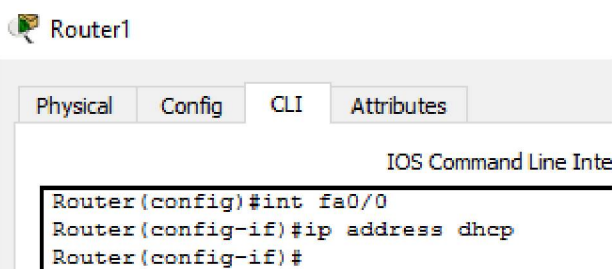 Router1
Physical Config CLI Attributes
IOS Command Line Inte
Router(config)#int fa0/0
Router(config-if)#ip address dhcp
Router(config-if)#